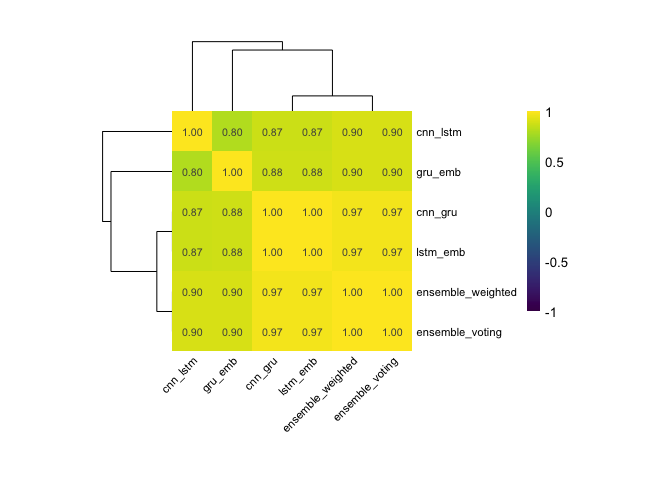 1.00 0.80 0.87 0.87 0.90 0.90 cnn_lstm
0.80 1.00 0.88 0.88 0.90 0.90 gru_emb
0.87 0.88 1.00 1.00 0.97 0.97 cnn_gru
0.87 0.88 1.00 1.00 0.97 0.97 lstm_emb
0.90 0.90 0.97 0.97 1.00 1.00 ensemble_weighted
0.90 0.90 0.97 0.97 1.00 1.00 ensemble_voting
cnn_lstm
gru_emb
cnn_gru
lstm_emb
ensemble_weighted
ensemble_voting
1
0.5
0
-0.5
-1